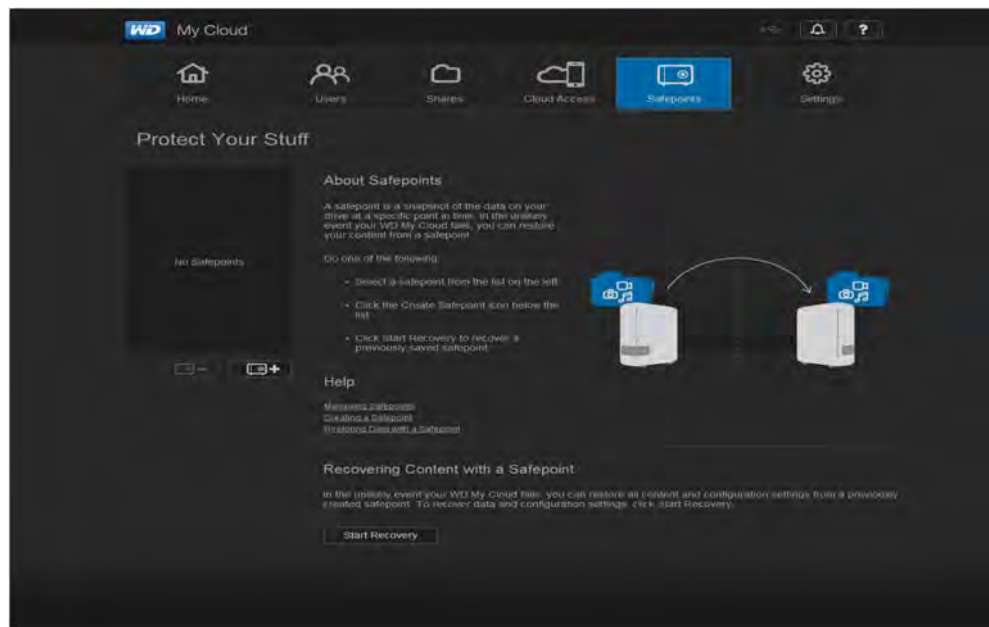 WD My Cloud
?
Home
Users
Shares
Cloud Access
Safepoints
Settings
Protect Your Stuff
No Safepoints
About Safepoints
A safepoint is a snapshot of the data on your
drive at a specific point in time. In the unlikely
event your WD My Cloud fails, you can restore
your content from a safepoint.
Do one of the following:
• Select a safepoint from the list on the left
• Click the Create Safepoint icon below the
list
• Click Start Recovery to recover a
previously saved safepoint
Help
Managing Safepoints
Creating a Safepoint
Restoring Data with a Safepoint
Recovering Content with a Safepoint
In the unlikely event your WD My Cloud fails, you can restore all content and configuration settings from a previously
created safepoint. To recover data and configuration settings, click Start Recovery.
Start Recovery